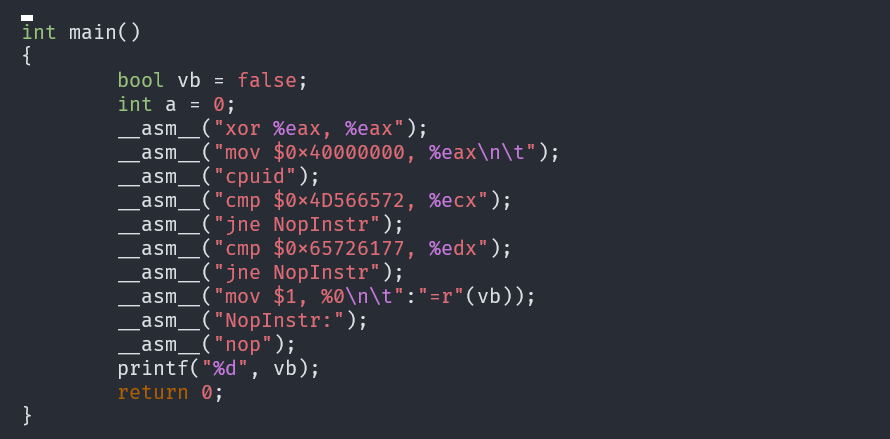 int main()
{
        bool vb = false;
        int a = 0;
        __asm__("xor %eax, %eax");
        __asm__("mov $0x40000000, %eax\n\t");
        __asm__("cpuid");
        __asm__("cmp $0x4D566572, %ecx");
        __asm__("jne NopInstr");
        __asm__("cmp $0x65726177, %edx");
        __asm__("jne NopInstr");
        __asm__("mov $1, %0\n\t":"=r"(vb));
        __asm__("NopInstr:");
        __asm__("nop");
        printf("%d", vb);
        return 0;
}